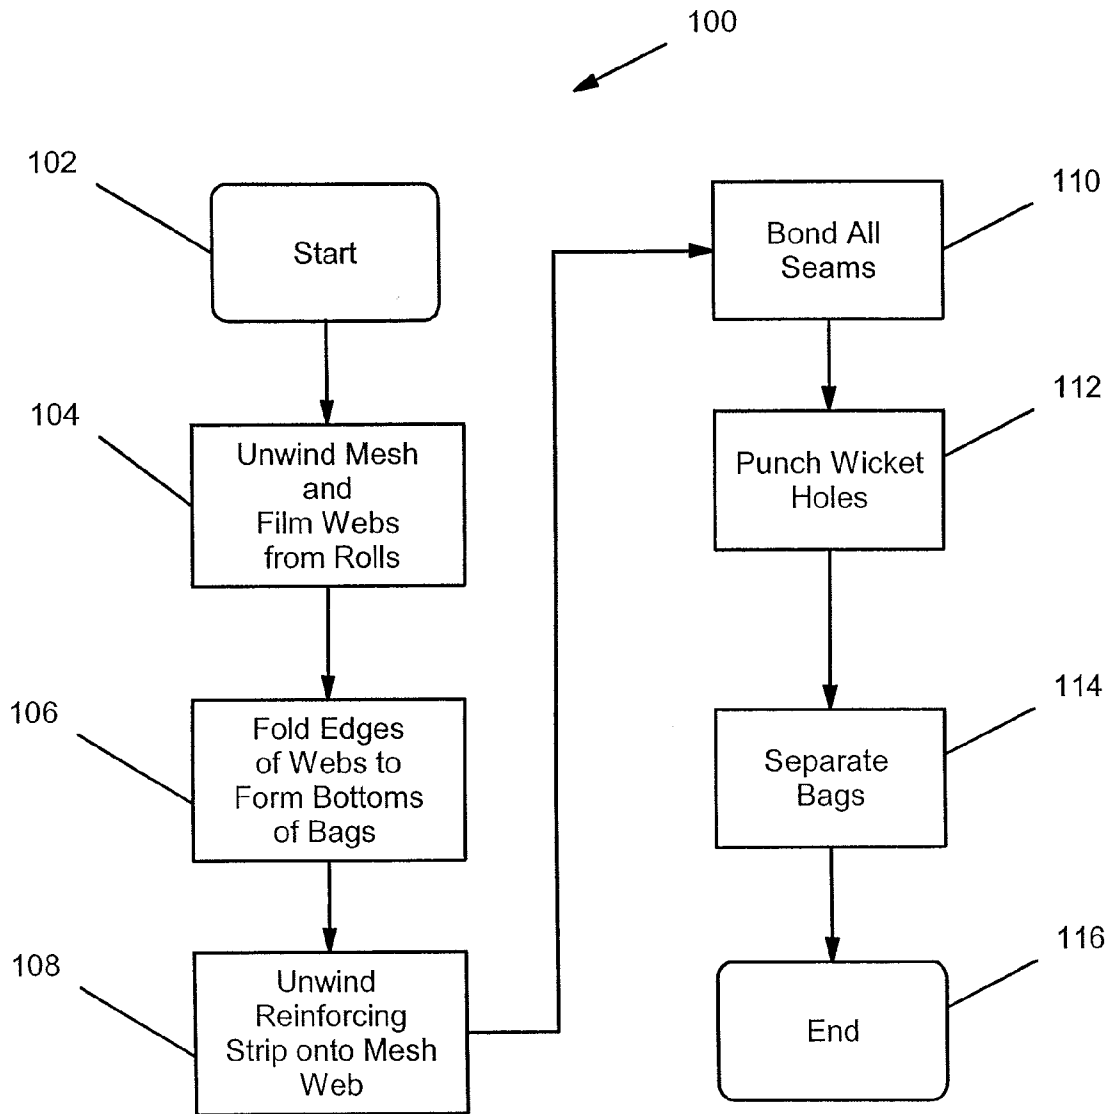 100
102
Start
104
Unwind Mesh
and
Film Webs
from Rolls
106
Fold Edges
of Webs to
Form Bottoms
of Bags
108
Unwind
Reinforcing
Strip onto Mesh
Web
110
Bond All
Seams
112
Punch Wicket
Holes
114
Separate
Bags
116
End